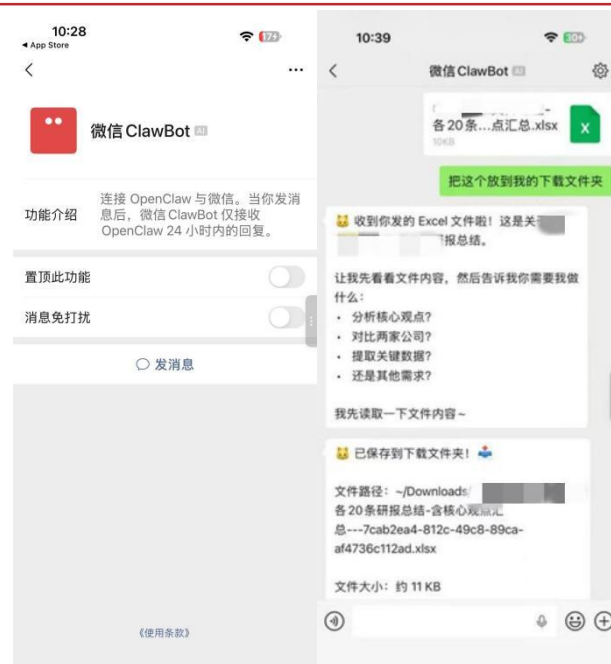 10:28
App Store
17
微信 ClawBot AI
功能介绍
连接 OpenClaw 与微信。当你发消
息后，微信 ClawBot 仅接收
OpenClaw 24 小时内的回复。
置顶此功能
消息免打扰
发消息
《使用条款》
10:39
30
微信 ClawBot AI
各20条...点汇总.xlsx
X
10KB
把这个放到我的下载文件夹
收到你发的 Excel 文件啦！这是关
研报总结。
让我先看看文件内容，然后告诉我你需要我做
什么：
· 分析核心观点？
· 对比两家公司？
· 提取关键数据？
· 还是其他需求？
我先读取一下文件内容~
已保存到下载文件夹！
文件路径：~/Downloads/
各20条研报总结-含核心观点汇
总---7cab2ea4-812c-49c8-89ca-
af4736c112ad.xlsx
文件大小：约 11 KB